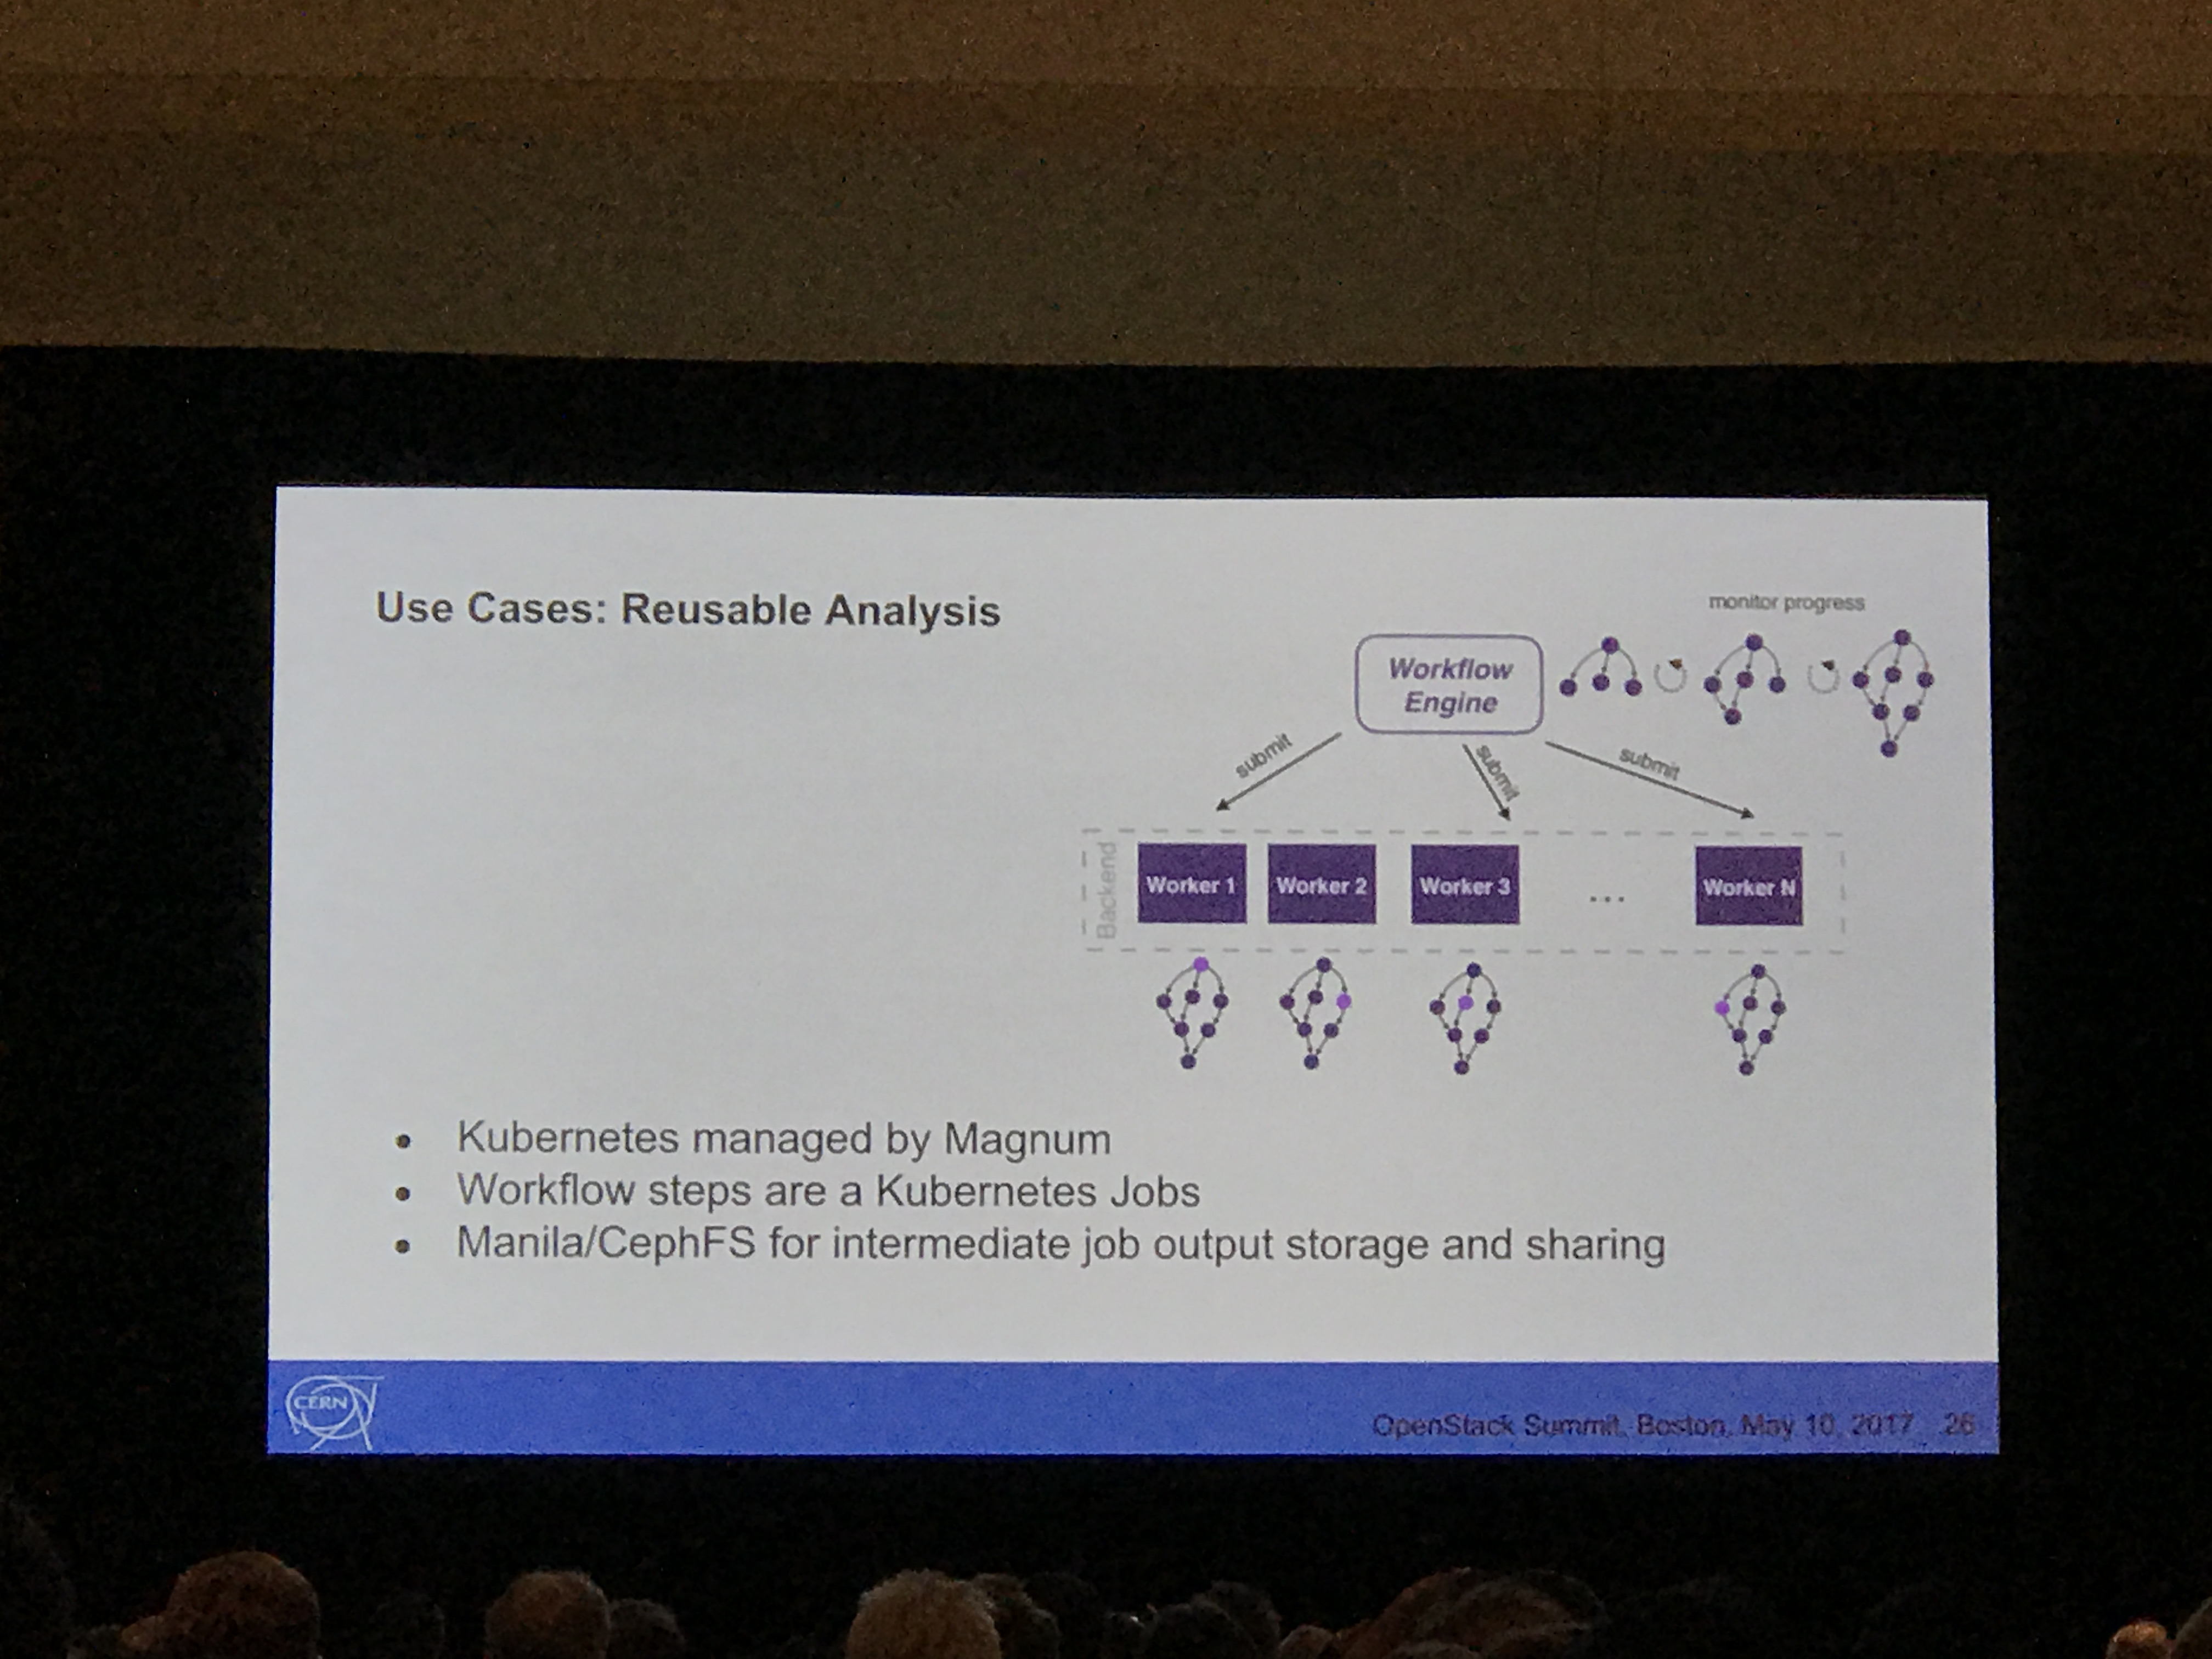 Use Cases: Reusable Analysis
monitor progress
Workflow
Engine
submit
submit
submit
Backend
Worker 1
Worker 2
Worker 3
...
Worker N
• Kubernetes managed by Magnum
• Workflow steps are a Kubernetes Jobs
• Manila/CephFS for intermediate job output storage and sharing
CERN
OpenStack Summit, Boston, May 10, 2017 26